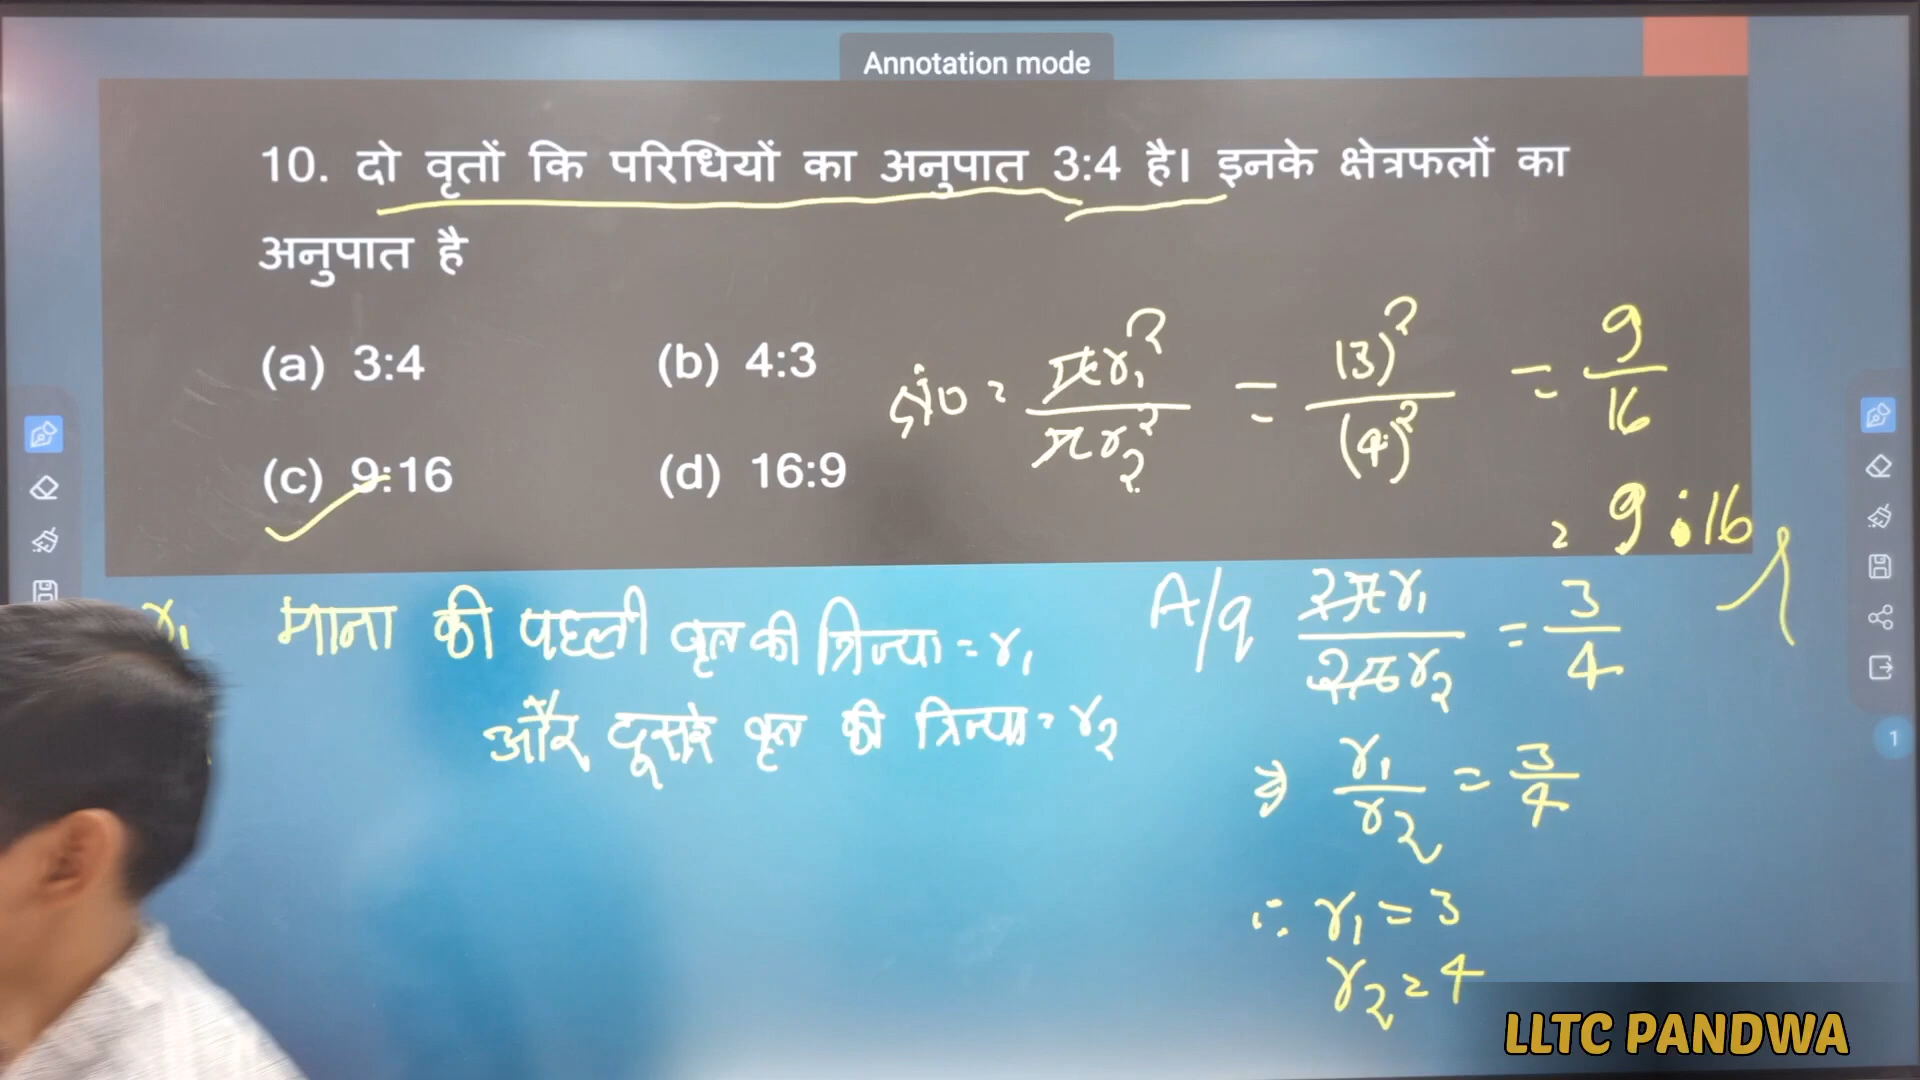 Annotation mode
10. दो वृतों कि परिधियों का अनुपात 3:4 है। इनके क्षेत्रफलों का
अनुपात है
(a) 3:4 (b) 4:3
(c) 9:16 (d) 16:9
πr₁² / πr₂² = (3)² / (4)² = 9/16
= 9:16
r₁
माना की पहली वृत की त्रिज्या = r₁
और दूसरे वृत की त्रिज्या = r₂
A/q 2πr₁ / 2πr₂ = 3/4
⇒ r₁/r₂ = 3/4
∴ r₁ = 3
r₂ = 4
1
LLTC PANDWA